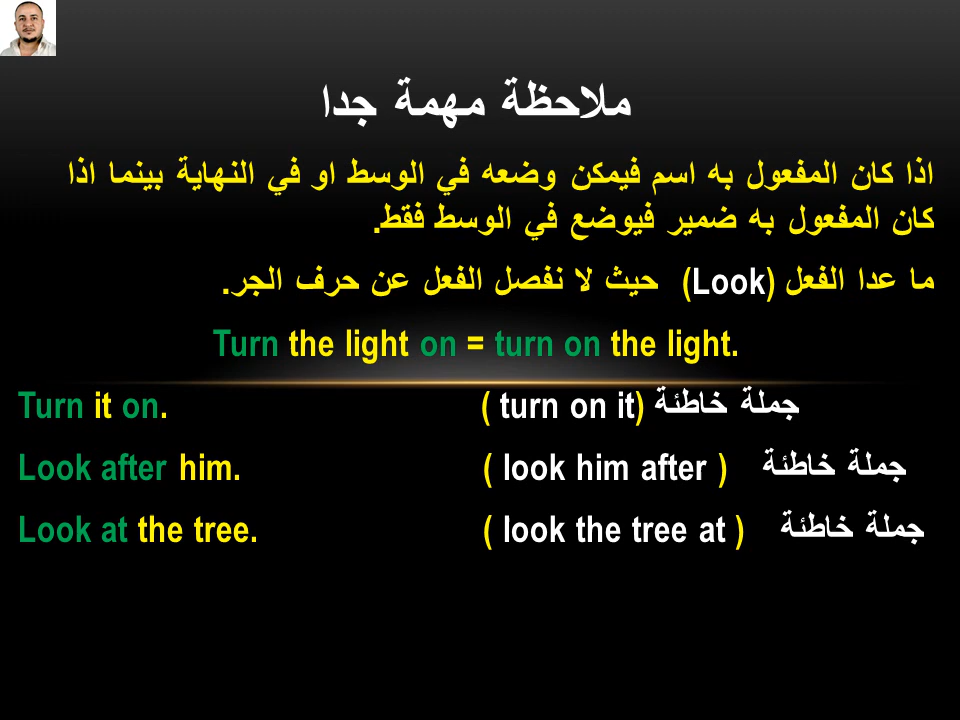 ملاحظة مهمة جدا
اذا كان المفعول به اسم فيمكن وضعه في الوسط او في النهاية بينما اذا
كان المفعول به ضمير فيوضع في الوسط فقط.
ما عدا الفعل (Look) حيث لا نفصل الفعل عن حرف الجر.
Turn the light on = turn on the light.
Turn it on. ( turn on it) جملة خاطئة
Look after him. ( look him after ) جملة خاطئة
Look at the tree. ( look the tree at ) جملة خاطئة